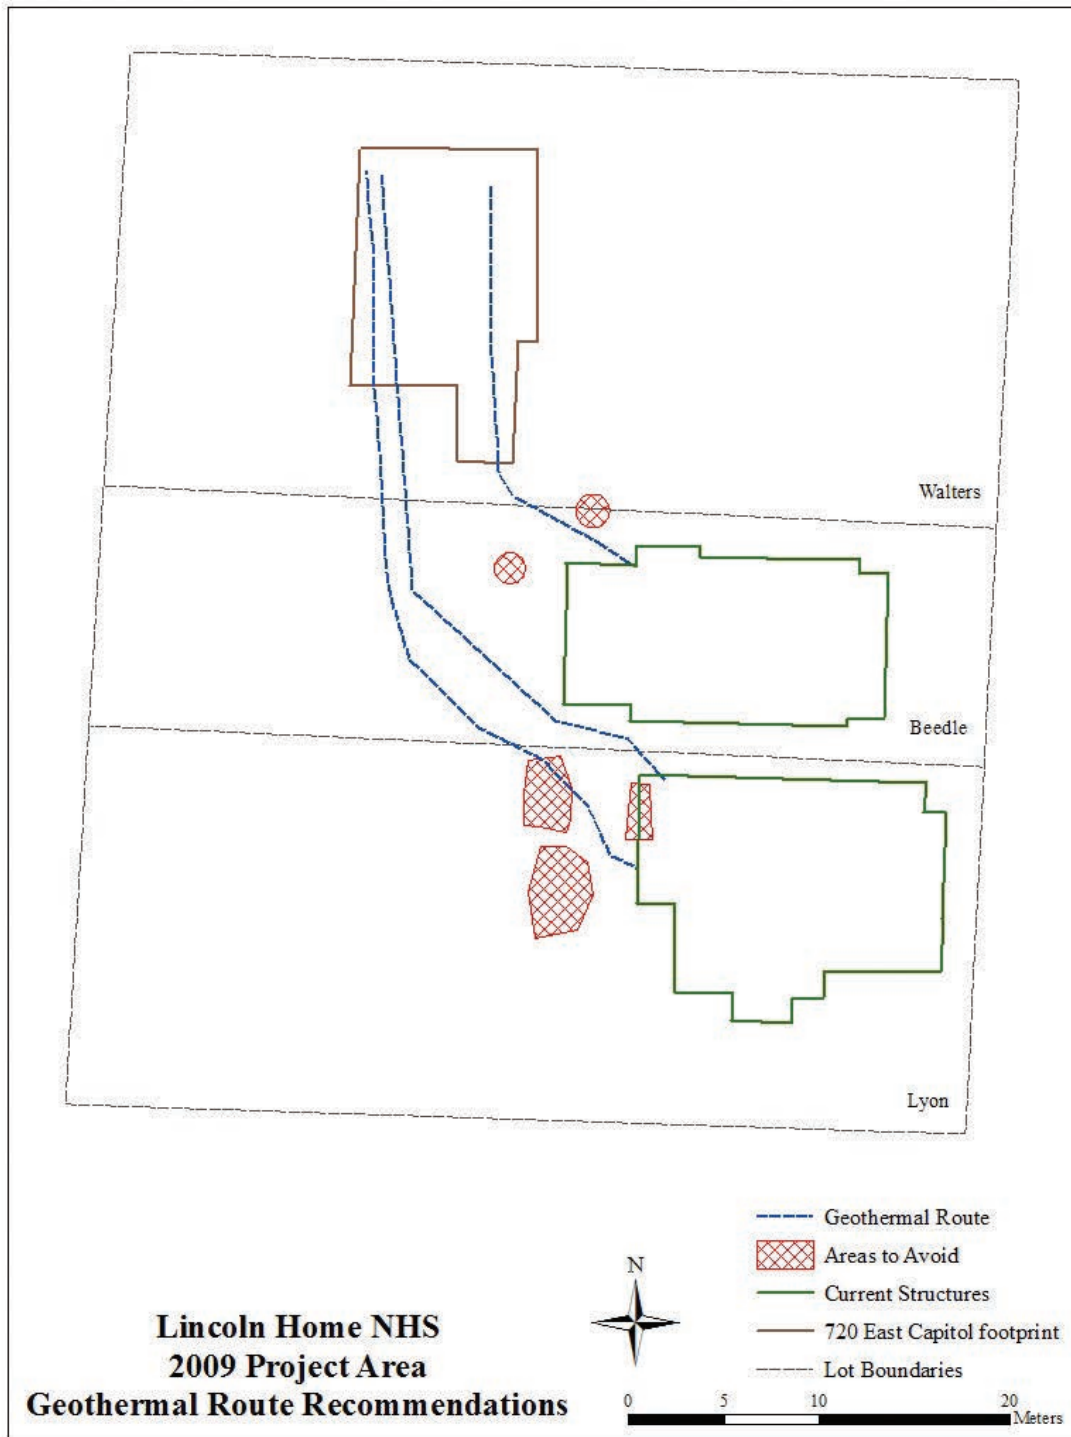 Walters
Beedle
Lyon
Geothermal Route
Areas to Avoid
Current Structures
720 East Capitol footprint
Lot Boundaries
N
Lincoln Home NHS
2009 Project Area
Geothermal Route Recommendations
0 5 10 20
Meters